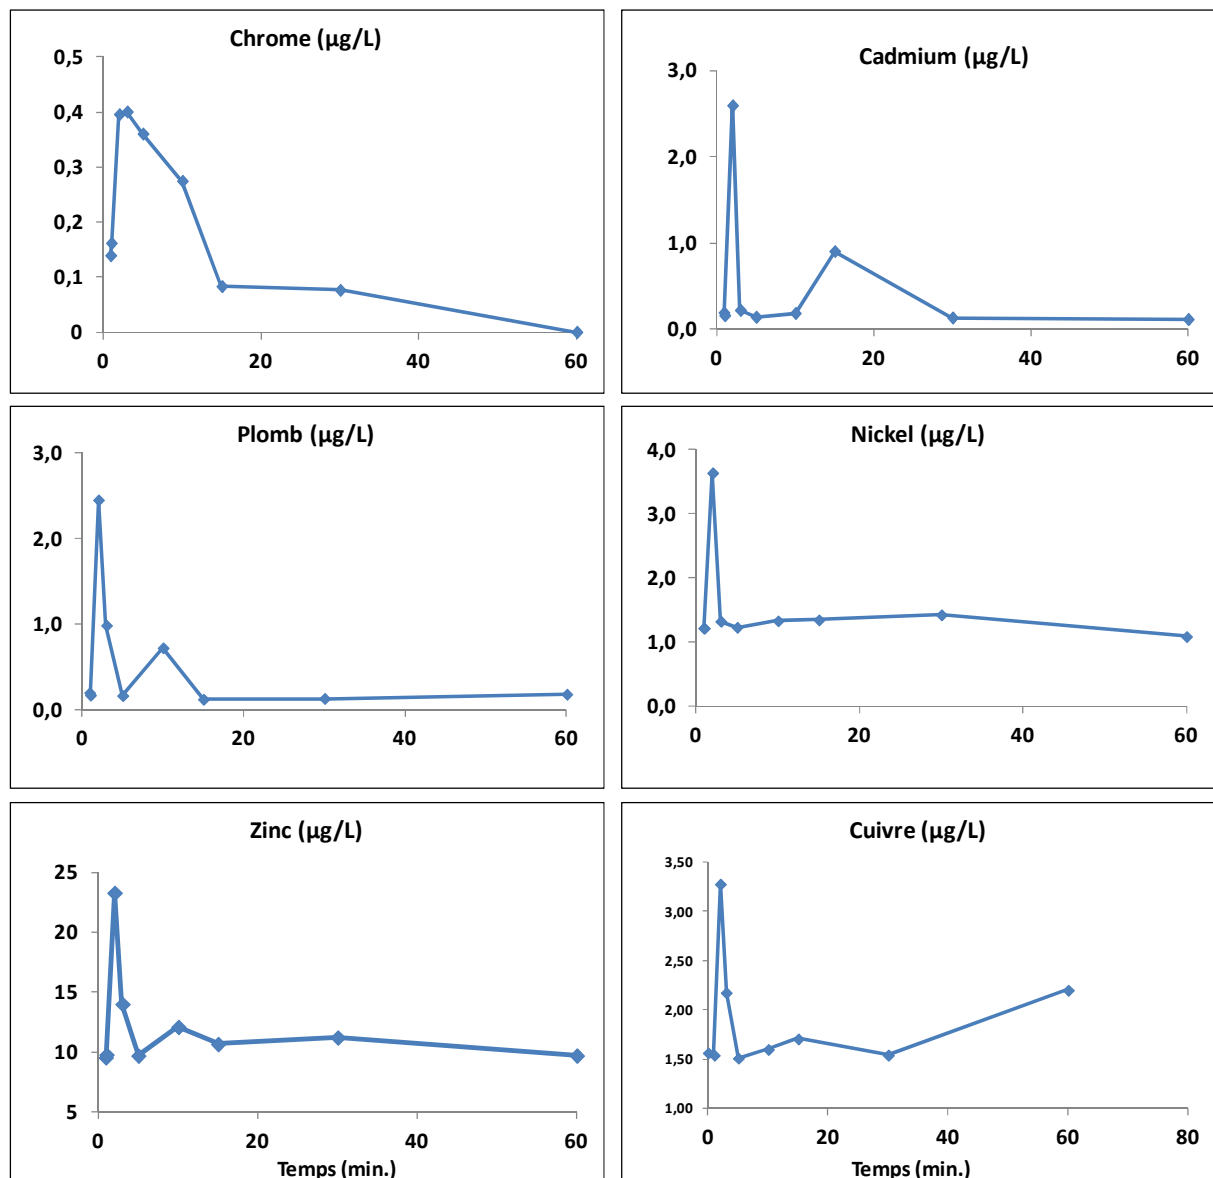 Chrome (µg/L)
0,5
0,4
0,3
0,2
0,1
0
0 20 40 60
Cadmium (µg/L)
3,0
2,0
1,0
0,0
0 20 40 60
Plomb (µg/L)
3,0
2,0
1,0
0,0
0 20 40 60
Nickel (µg/L)
4,0
3,0
2,0
1,0
0,0
0 20 40 60
Zinc (µg/L)
25
20
15
10
5
0 20 40 60
Temps (min.)
Cuivre (µg/L)
3,50
3,00
2,50
2,00
1,50
1,00
0 20 40 60 80
Temps (min.)